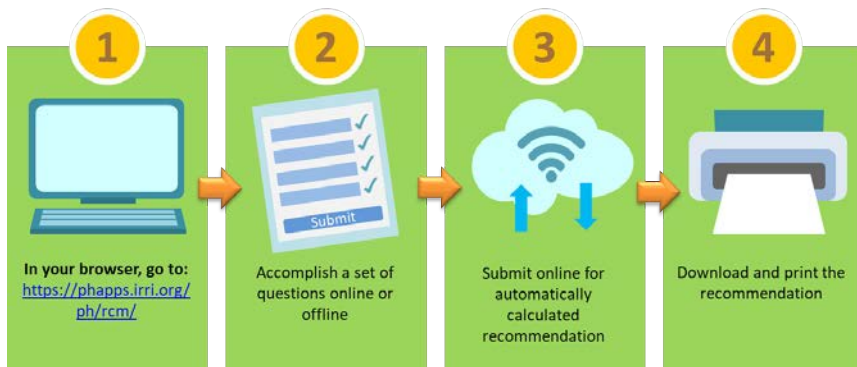 1
In your browser, go to:
https://phapps.irri.org/
ph/rcm/
2
Submit
Accomplish a set of
questions online or
offline
3
Submit online for
automatically
calculated
recommendation
4
Download and print the
recommendation